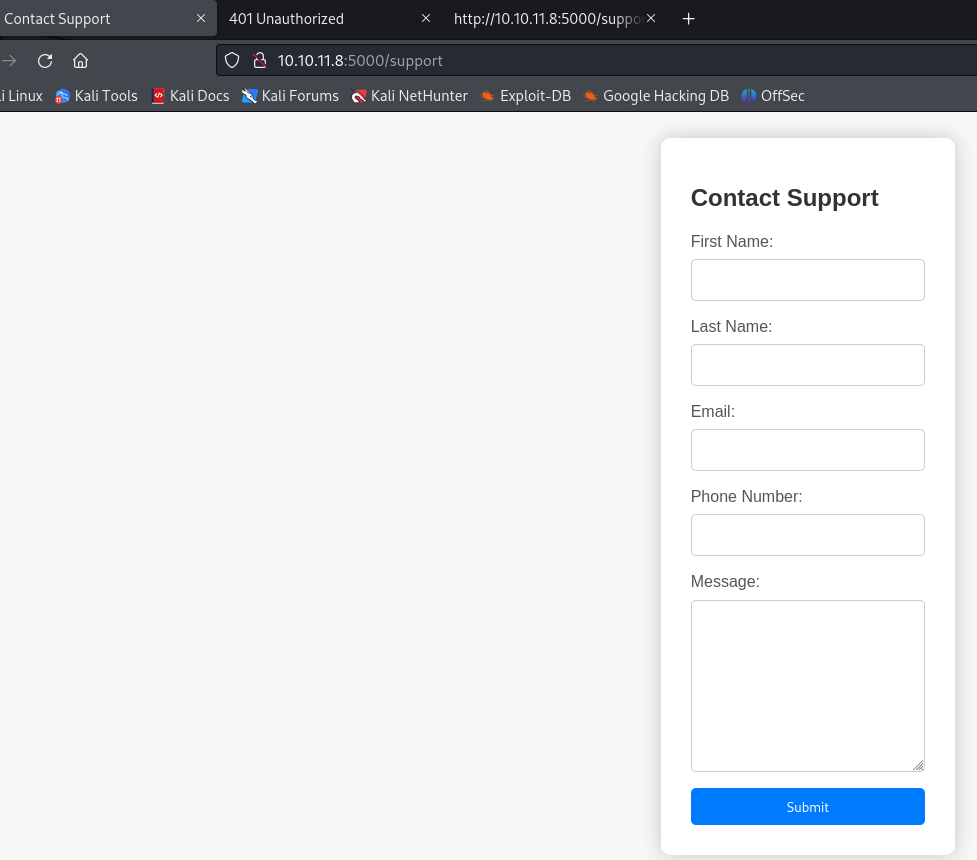 Contact Support
401 Unauthorized
http://10.10.11.8:5000/suppo
10.10.11.8:5000/support
Linux Kali Tools Kali Docs Kali Forums Kali NetHunter Exploit-DB Google Hacking DB OffSec
Contact Support
First Name:
Last Name:
Email:
Phone Number:
Message:
Submit